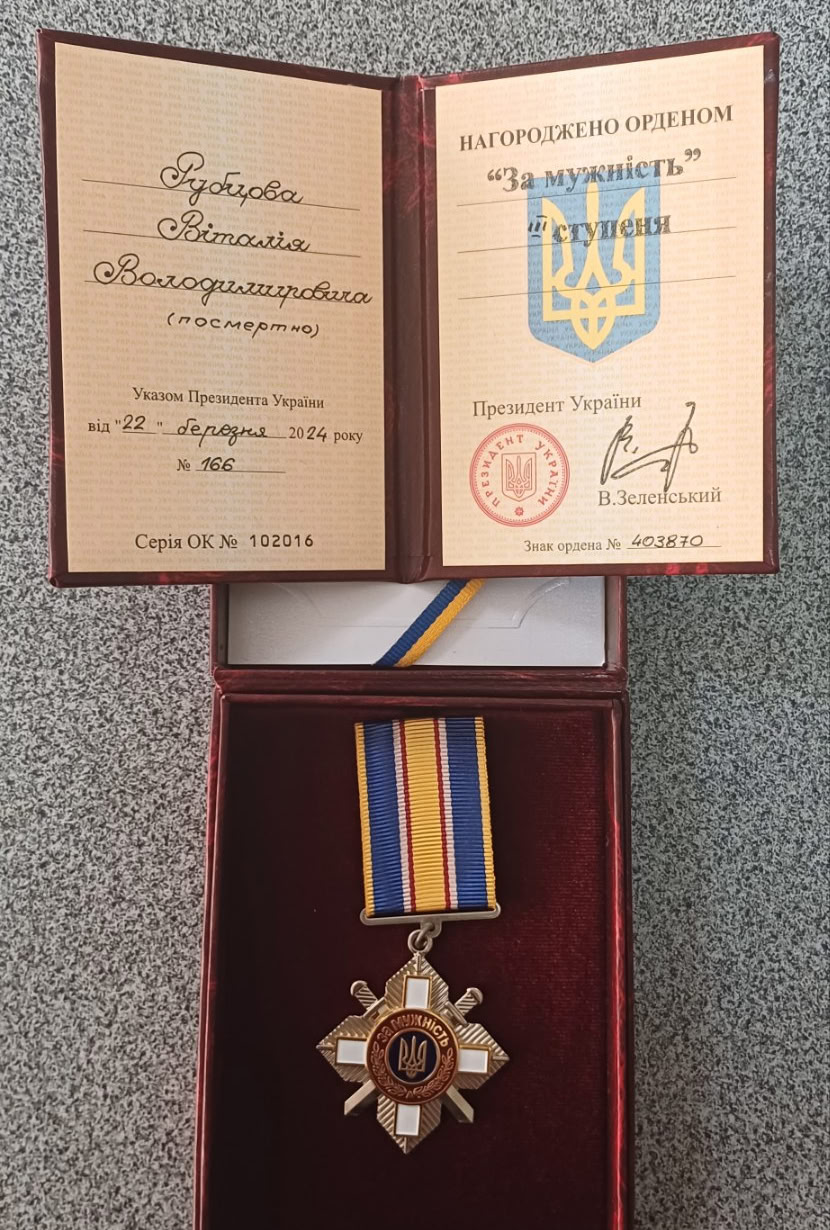 Рубцова
Віталія
Володимировича
(посмертно)
Указом Президента України
від "22" березня 2024 року
№ 166
Серія ОК № 102016
НАГОРОДЖЕНО ОРДЕНОМ
“За мужність”
III ступеня
Президент України
ПРЕЗИДЕНТ УКРАЇНИ
В.Зеленський
Знак ордена № 403870
ЗА МУЖНІСТЬ